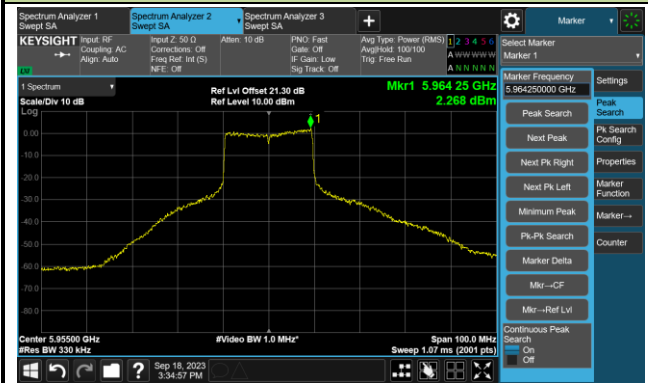 Spectrum Analyzer 1
Swept SA
Spectrum Analyzer 2
Swept SA
Spectrum Analyzer 3
Swept SA
+
Marker
KEYSIGHT
Input: RF
Coupling: AC
Align: Auto
Input Z: 50 Ω
Corrections: Off
Freq Ref: Int (S)
NFE: Off
Atten: 10 dB
PNO: Fast
Gate: Off
IF Gain: Low
Sig Track: Off
Avg Type: Power (RMS)
Avg|Hold: 100/100
Trig: Free Run
1 2 3 4 5 6
A W W W W W
A N N N N N
Select Marker
Marker 1
1 Spectrum
Scale/Div 10 dB
Ref Lvl Offset 21.30 dB
Ref Level 10.00 dBm
Mkr1 5.964 25 GHz
2.268 dBm
Log
1
0.00
-10.0
-20.0
-30.0
-40.0
-50.0
-60.0
-70.0
-80.0
Center 5.95500 GHz
#Res BW 330 kHz
#Video BW 1.0 MHz*
Span 100.0 MHz
Sweep 1.07 ms (2001 pts)
Marker Frequency
5.964250000 GHz
Peak Search
Next Peak
Next Pk Right
Next Pk Left
Minimum Peak
Pk-Pk Search
Marker Delta
Mkr→CF
Mkr→Ref Lvl
Continuous Peak
Search
On
Off
Settings
Peak
Search
Pk Search
Config
Properties
Marker
Function
Marker→
Counter
?
Sep 18, 2023
3:34:57 PM